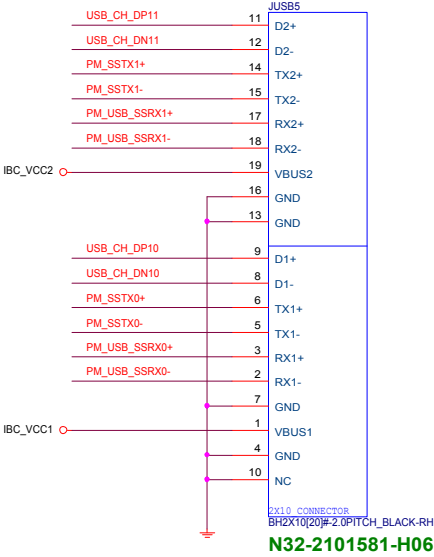 JUSB5
USB_CH_DP11 11 D2+
USB_CH_DN11 12 D2-
PM_SSTX1+ 14 TX2+
PM_SSTX1- 15 TX2-
PM_USB_SSRX1+ 17 RX2+
PM_USB_SSRX1- 18 RX2-
IBC_VCC2 19 VBUS2
16 GND
13 GND
USB_CH_DP10 9 D1+
USB_CH_DN10 8 D1-
PM_SSTX0+ 6 TX1+
PM_SSTX0- 5 TX1-
PM_USB_SSRX0+ 3 RX1+
PM_USB_SSRX0- 2 RX1-
7 GND
IBC_VCC1 1 VBUS1
4 GND
10 NC
2X10 CONNECTOR
BH2X10[20]#-2.0PITCH_BLACK-RH
N32-2101581-H06